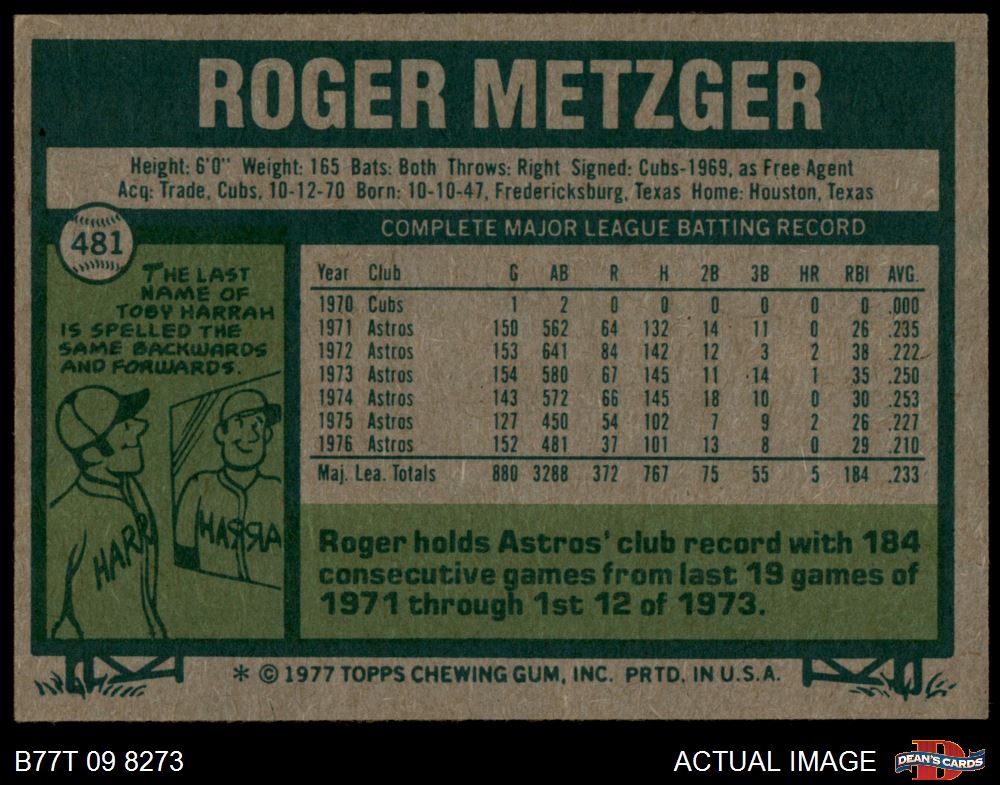 ROGER METZGER
Height: 6'0" Weight: 165 Bats: Both Throws: Right Signed: Cubs-1969, as Free Agent
Acq: Trade, Cubs, 10-12-70 Born: 10-10-47, Fredericksburg, Texas Home: Houston, Texas
481
THE LAST
NAME OF
TOBY HARRAH
IS SPELLED THE
SAME BACKWARDS
AND FORWARDS.
HARR
HARRA
COMPLETE MAJOR LEAGUE BATTING RECORD
Year Club G AB R H 2B 3B HR RBI AVG.
1970 Cubs 1 2 0 0 0 0 0 0 .000
1971 Astros 150 562 64 132 14 11 0 26 .235
1972 Astros 153 641 84 142 12 3 2 38 .222
1973 Astros 154 580 67 145 11 14 1 35 .250
1974 Astros 143 572 66 145 18 10 0 30 .253
1975 Astros 127 450 54 102 7 9 2 26 .227
1976 Astros 152 481 37 101 13 8 0 29 .210
Maj. Lea. Totals 880 3288 372 767 75 55 5 184 .233
Roger holds Astros' club record with 184
consecutive games from last 19 games of
1971 through 1st 12 of 1973.
* © 1977 TOPPS CHEWING GUM, INC. PRTD. IN U.S.A.
B77T 09 8273 ACTUAL IMAGE
DEAN'S CARDS